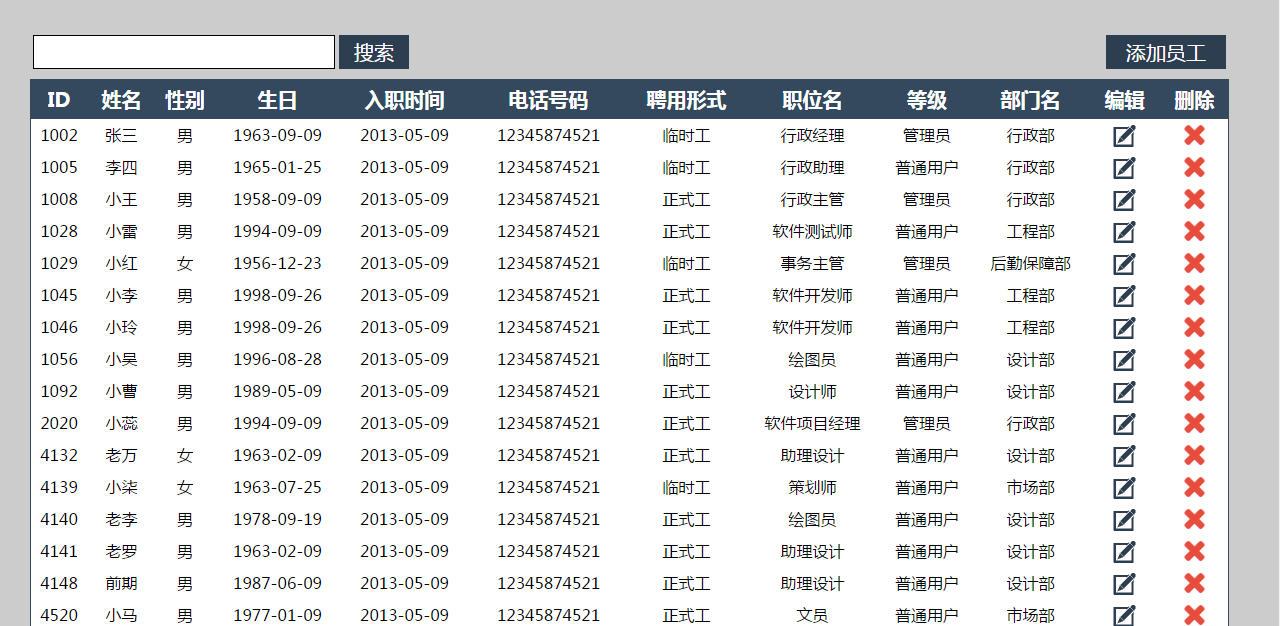 搜索 添加员工
ID 姓名 性别 生日 入职时间 电话号码 聘用形式 职位名 等级 部门名 编辑 删除
1002 张三 男 1963-09-09 2013-05-09 12345874521 临时工 行政经理 管理员 行政部
1005 李四 男 1965-01-25 2013-05-09 12345874521 临时工 行政助理 普通用户 行政部
1008 小王 男 1958-09-09 2013-05-09 12345874521 正式工 行政主管 管理员 行政部
1028 小雷 男 1994-09-09 2013-05-09 12345874521 正式工 软件测试师 普通用户 工程部
1029 小红 女 1956-12-23 2013-05-09 12345874521 临时工 事务主管 管理员 后勤保障部
1045 小李 男 1998-09-26 2013-05-09 12345874521 正式工 软件开发师 普通用户 工程部
1046 小玲 男 1998-09-26 2013-05-09 12345874521 正式工 软件开发师 普通用户 工程部
1056 小吴 男 1996-08-28 2013-05-09 12345874521 临时工 绘图员 普通用户 设计部
1092 小曹 男 1989-05-09 2013-05-09 12345874521 正式工 设计师 普通用户 设计部
2020 小蕊 男 1994-09-09 2013-05-09 12345874521 正式工 软件项目经理 管理员 行政部
4132 老万 女 1963-02-09 2013-05-09 12345874521 正式工 助理设计 普通用户 设计部
4139 小柒 女 1963-07-25 2013-05-09 12345874521 临时工 策划师 普通用户 市场部
4140 老李 男 1978-09-19 2013-05-09 12345874521 正式工 绘图员 普通用户 设计部
4141 老罗 男 1963-02-09 2013-05-09 12345874521 正式工 助理设计 普通用户 设计部
4148 前期 男 1987-06-09 2013-05-09 12345874521 正式工 助理设计 普通用户 设计部
4520 小马 男 1977-01-09 2013-05-09 12345874521 正式工 文员 普通用户 市场部